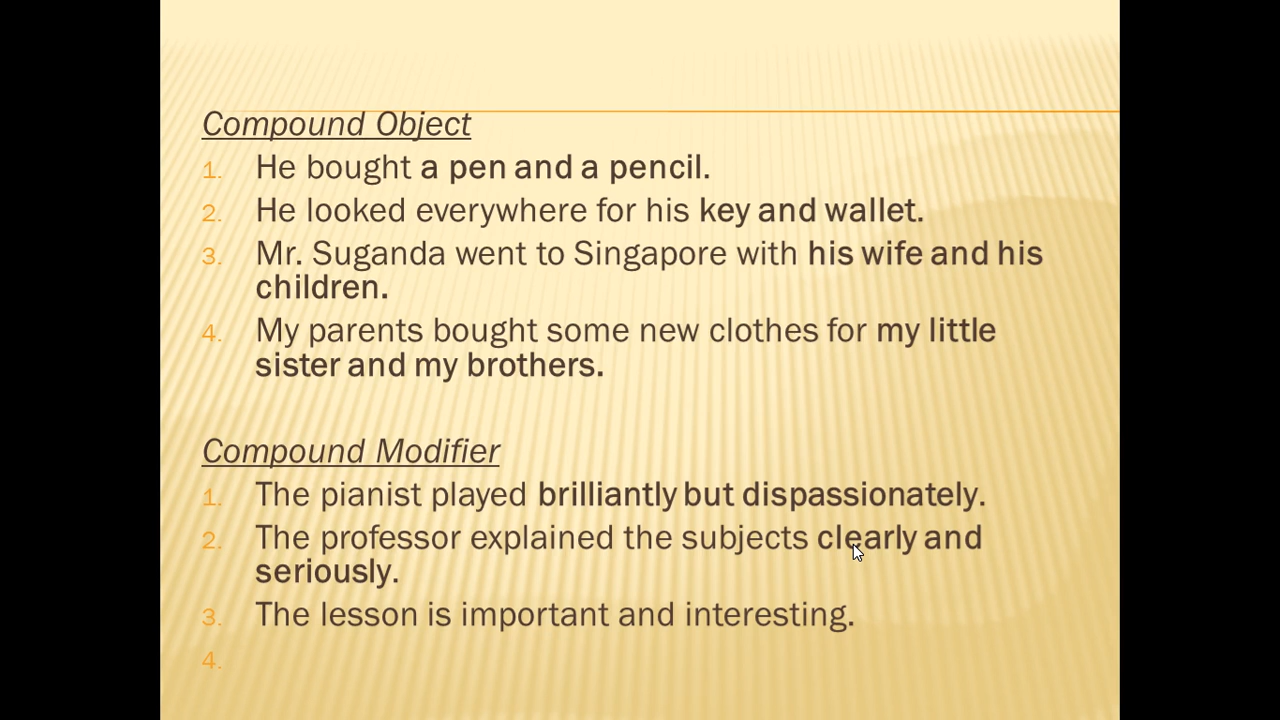 Compound Object
1. He bought a pen and a pencil.
2. He looked everywhere for his key and wallet.
3. Mr. Suganda went to Singapore with his wife and his
children.
4. My parents bought some new clothes for my little
sister and my brothers.
Compound Modifier
1. The pianist played brilliantly but dispassionately.
2. The professor explained the subjects clearly and
seriously.
3. The lesson is important and interesting.
4.